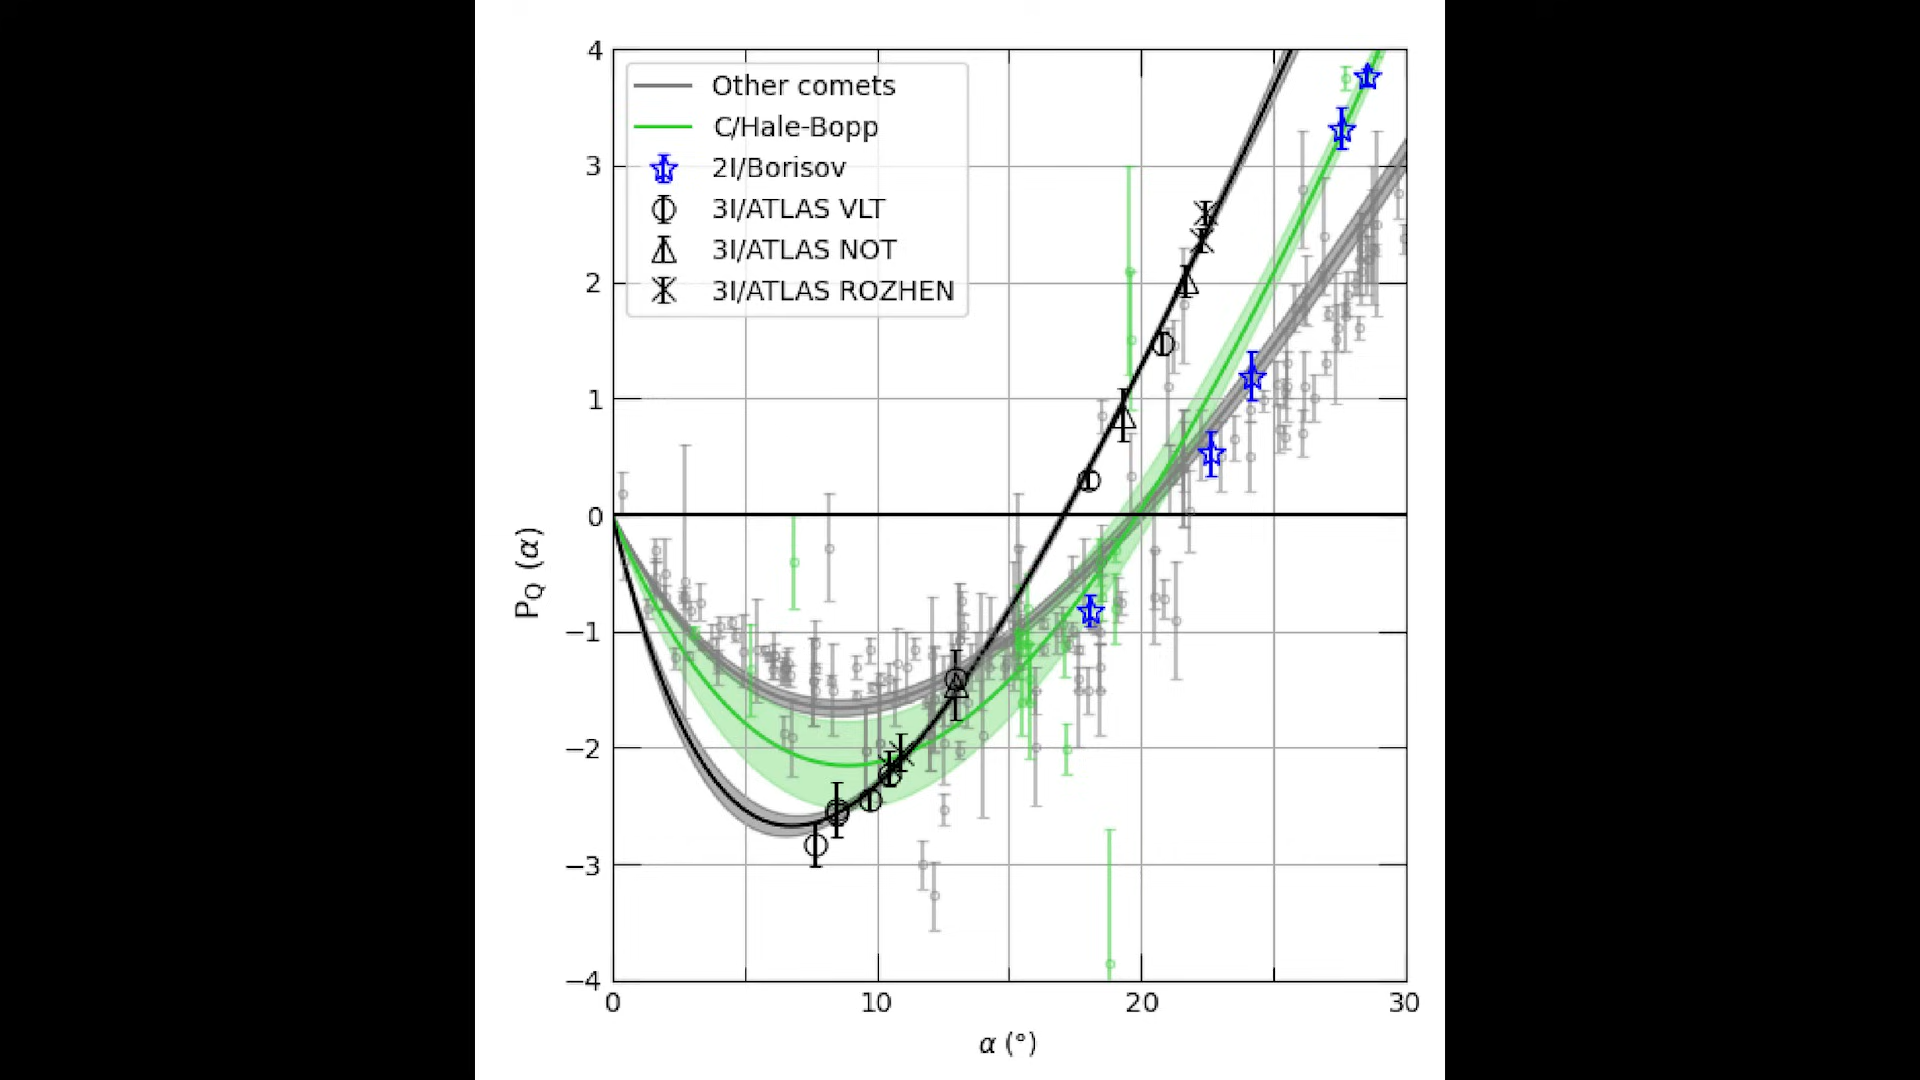 Other comets
C/Hale-Bopp
2I/Borisov
3I/ATLAS VLT
3I/ATLAS NOT
3I/ATLAS ROZHEN
4
3
2
1
0
−1
−2
−3
−4
P_Q (α)
0 10 20 30
α (°)